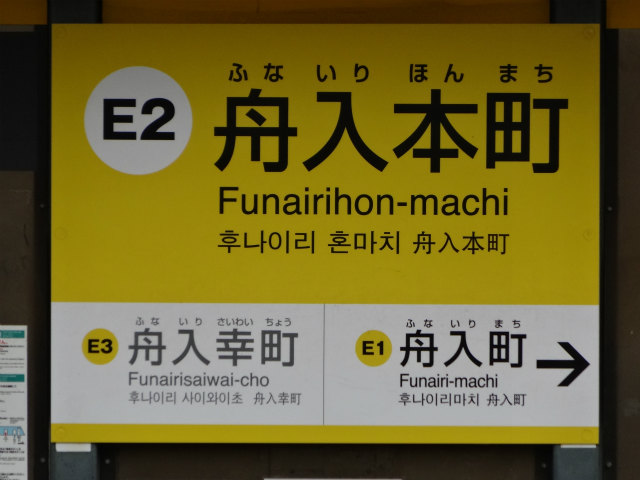 ふな いり ほん まち
E2 舟入本町
Funairihon-machi
후나이리 혼마치 舟入本町
ふな いり さいわい ちょう
E3 舟入幸町
Funairisaiwai-cho
후나이리 사이와이초 舟入幸町
ふな いり まち
E1 舟入町
Funairi-machi
후나이리마치 舟入町